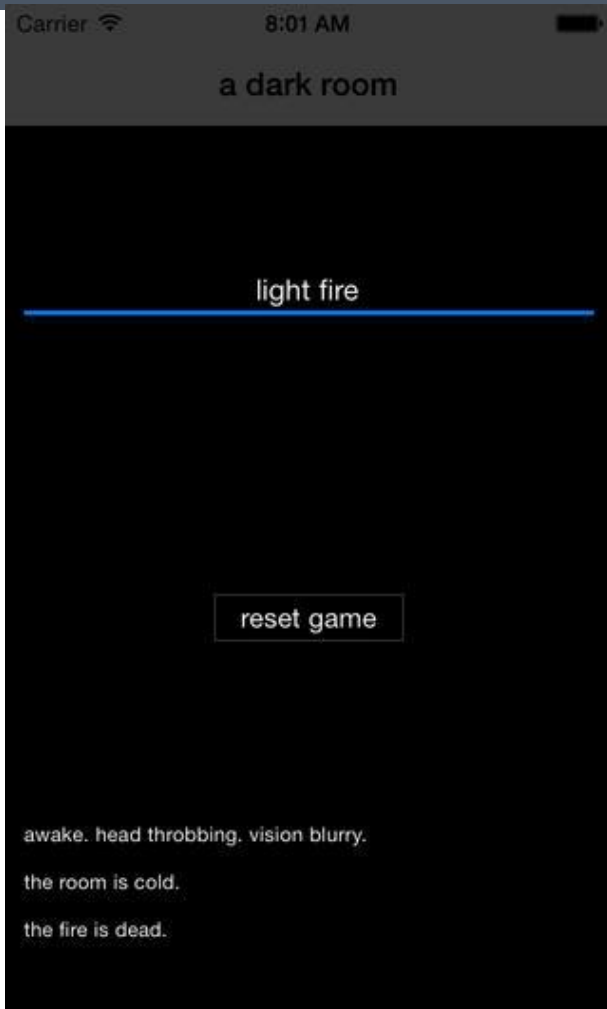 Carrier 8:01 AM
a dark room
light fire
reset game
awake. head throbbing. vision blurry.
the room is cold.
the fire is dead.